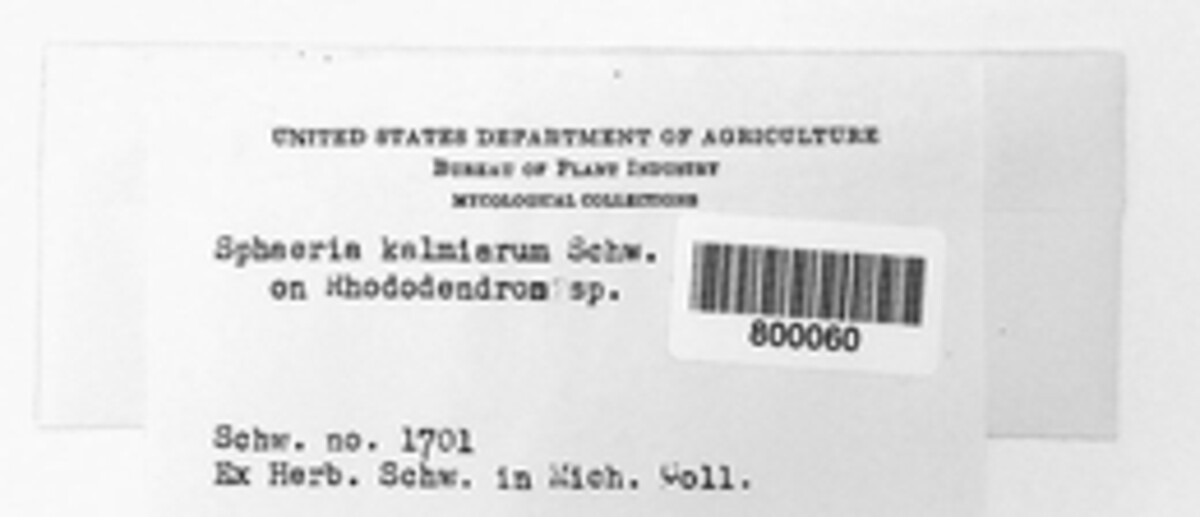 UNITED STATES DEPARTMENT OF AGRICULTURE
BUREAU OF PLANT INDUSTRY
MYCOLOGICAL COLLECTIONS
Sphaeria kalmiarum Schw.
on Rhododendron sp.
800060
Schw. no. 1701
Ex Herb. Schw. in Mich. Coll.